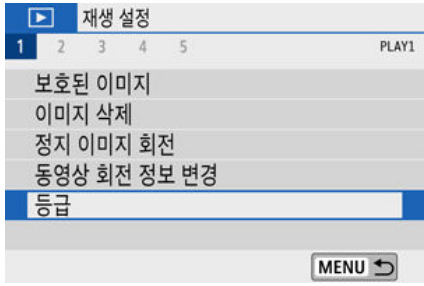 재생 설정
1 2 3 4 5 PLAY1
보호된 이미지
이미지 삭제
정지 이미지 회전
동영상 회전 정보 변경
등급
MENU